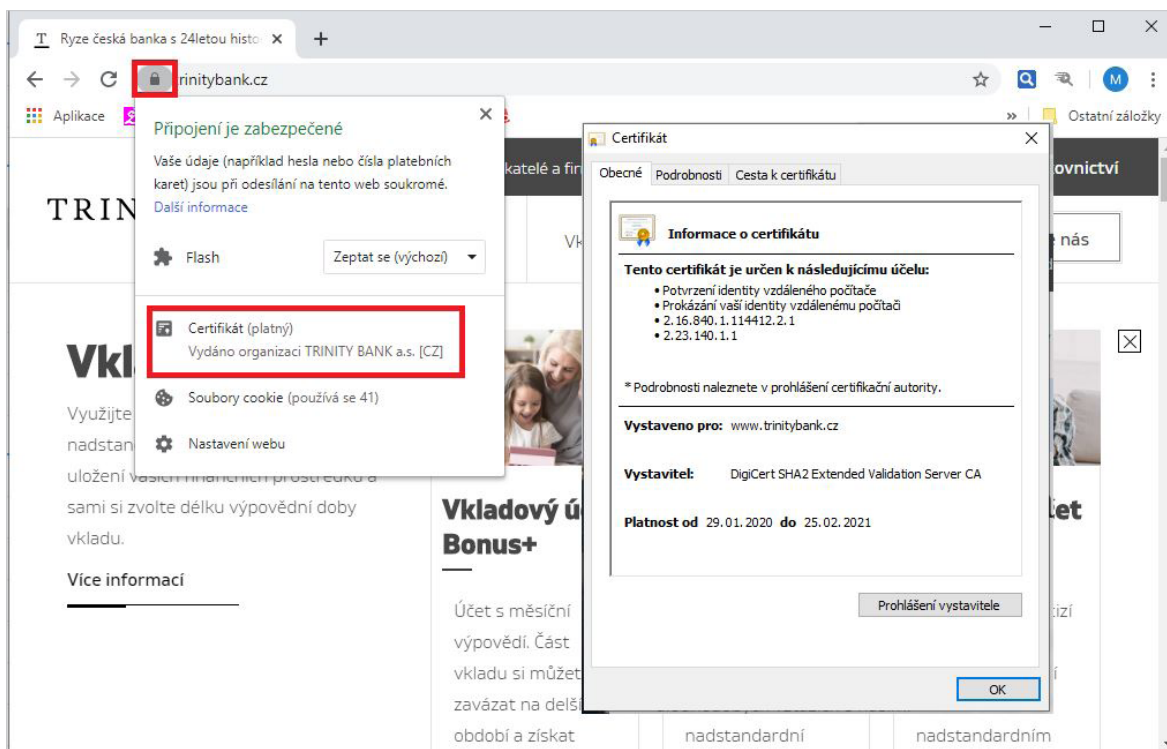 T Ryze česká banka s 24letou histo
rinitybank.cz
M
Aplikace
Ostatní záložky
Připojení je zabezpečené
Vaše údaje (například hesla nebo čísla platebních
karet) jsou při odesílání na tento web soukromé.
Další informace
Flash
Zeptat se (výchozí)
Certifikát (platný)
Vydáno organizaci TRINITY BANK a.s. [CZ]
Soubory cookie (používá se 41)
Nastavení webu
katelé a fir
ovnictví
TRIN
Vk
nás
Certifikát
Obecné
Podrobnosti
Cesta k certifikátu
Informace o certifikátu
Tento certifikát je určen k následujícímu účelu:
• Potvrzení identity vzdáleného počítače
• Prokázání vaší identity vzdálenému počítači
• 2.16.840.1.114412.2.1
• 2.23.140.1.1
* Podrobnosti naleznete v prohlášení certifikační autority.
Vystaveno pro: www.trinitybank.cz
Vystavitel: DigiCert SHA2 Extended Validation Server CA
Platnost od 29.01.2020 do 25.02.2021
Prohlášení vystavitele
OK
Vkl
Využijte
nadstan
uložení vašich finančních prostředků a
sami si zvolte délku výpovědní doby
vkladu.
Více informací
Vkladový ú
Bonus+
Účet s měsíční
výpovědí. Část
vkladu si můžet
zavázat na delší
období a získat
nadstandardní
et
izí
í
nadstandardním